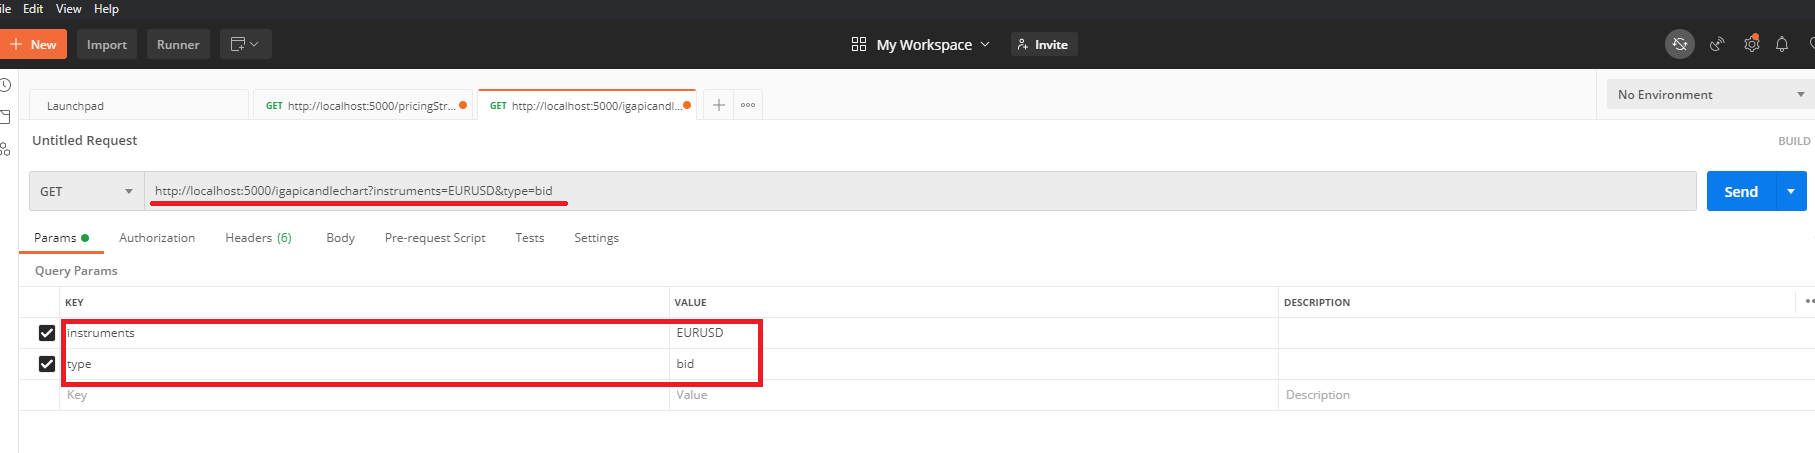 ile Edit View Help
+ New Import Runner My Workspace Invite
Launchpad GET http://localhost:5000/pricingStr... GET http://localhost:5000/igapicandl... + ooo No Environment
Untitled Request BUILD
GET http://localhost:5000/igapicandlechart?instruments=EURUSD&type=bid Send
Params Authorization Headers (6) Body Pre-request Script Tests Settings
Query Params
KEY VALUE DESCRIPTION
instruments EURUSD
type bid
Key Value Description